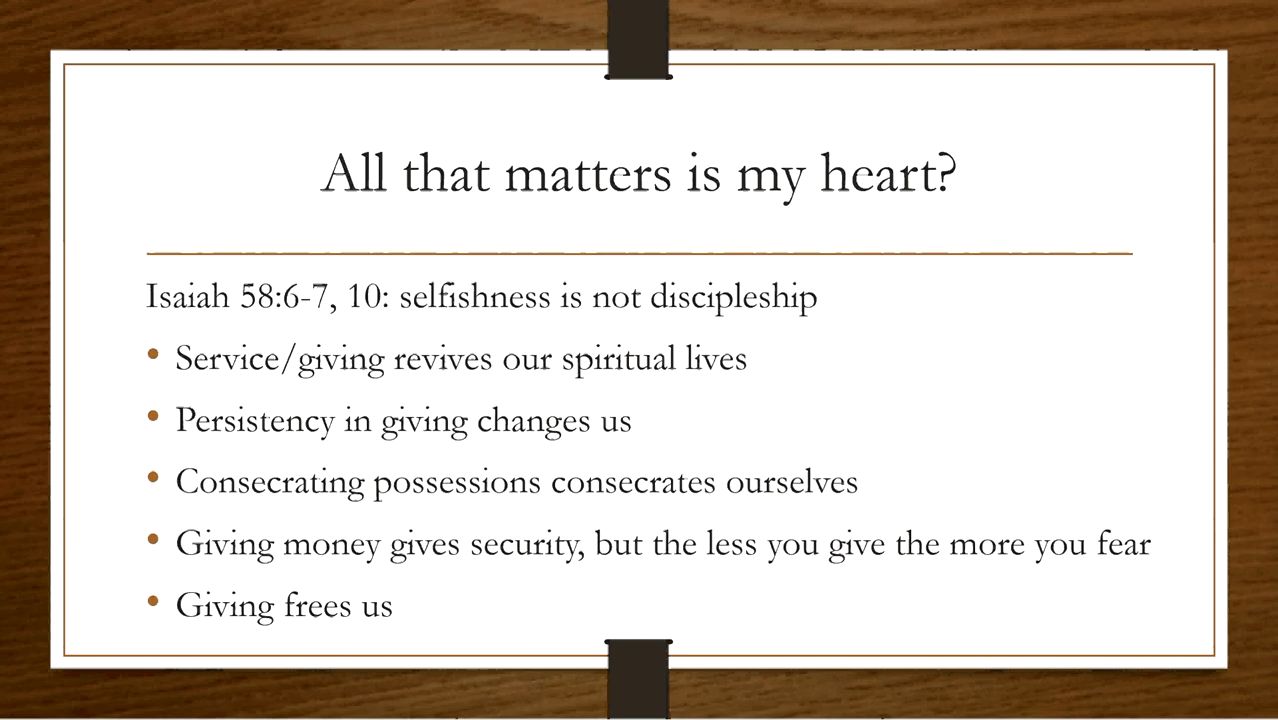 All that matters is my heart?
Isaiah 58:6-7, 10: selfishness is not discipleship
• Service/giving revives our spiritual lives
• Persistency in giving changes us
• Consecrating possessions consecrates ourselves
• Giving money gives security, but the less you give the more you fear
• Giving frees us